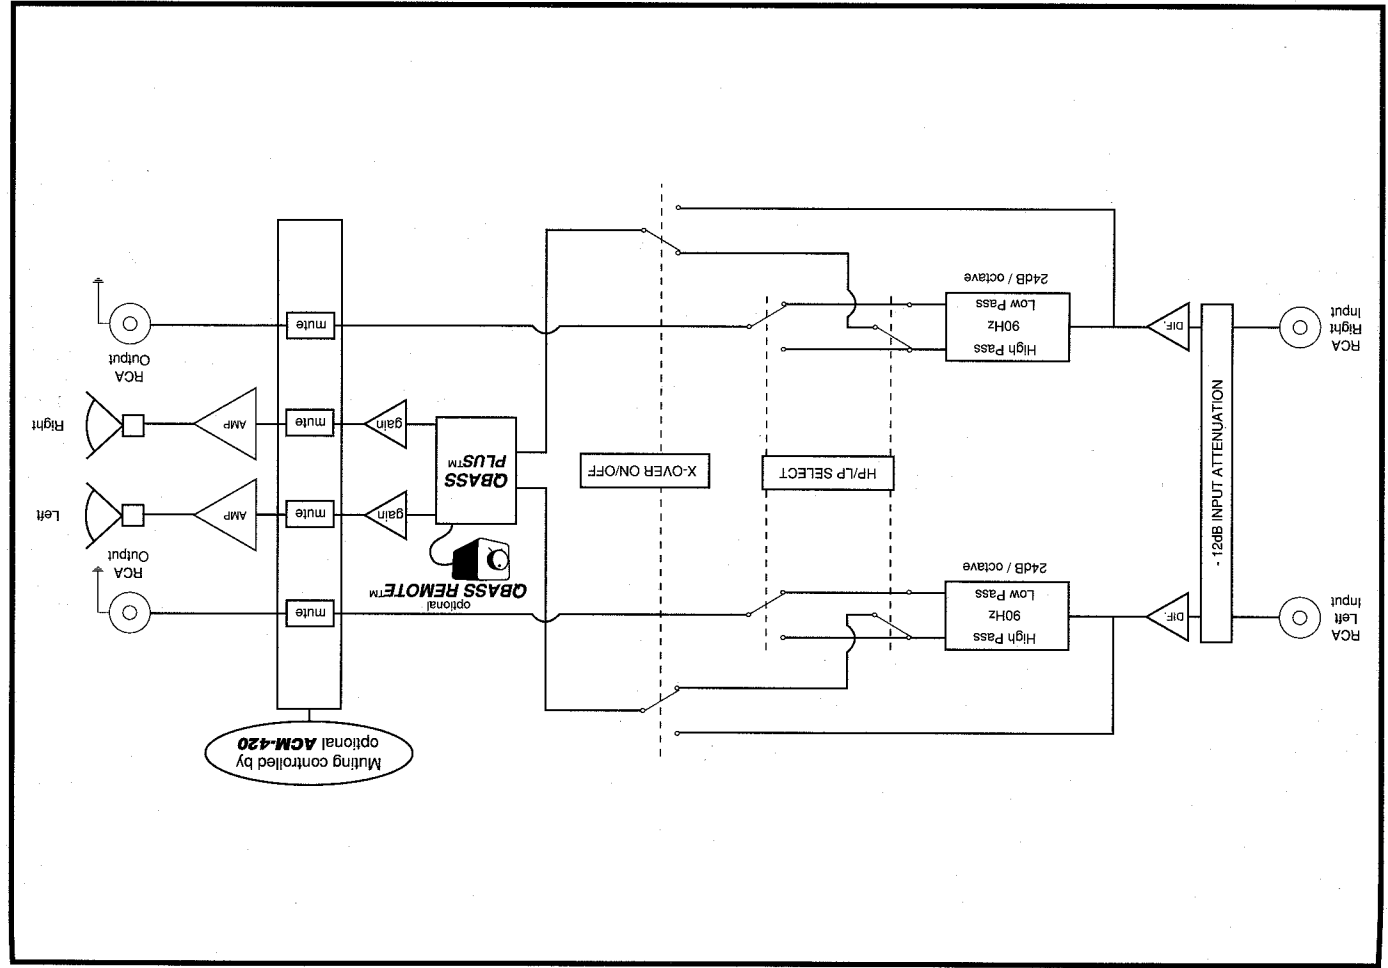 Muting controlled by
optional ACM-420
RCA
Left
Input
DIF.
High Pass
90Hz
Low Pass
24dB / octave
mute
RCA
Output
optional
QBASS REMOTE™
- 12dB INPUT ATTENUATION
HP/LP SELECT
X-OVER ON/OFF
QBASS
PLUS™
gain
mute
AMP
Left
gain
mute
AMP
Right
RCA
Right
Input
DIF.
High Pass
90Hz
Low Pass
24dB / octave
mute
RCA
Output